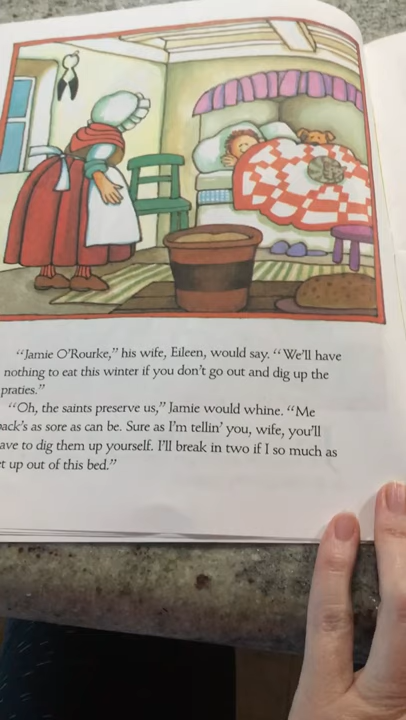 “Jamie O’Rourke,” his wife, Eileen, would say. “We’ll have
nothing to eat this winter if you don’t go out and dig up the
praties.”
“Oh, the saints preserve us,” Jamie would whine. “Me
back’s as sore as can be. Sure as I’m tellin’ you, wife, you’ll
ave to dig them up yourself. I’ll break in two if I so much as
t up out of this bed.”